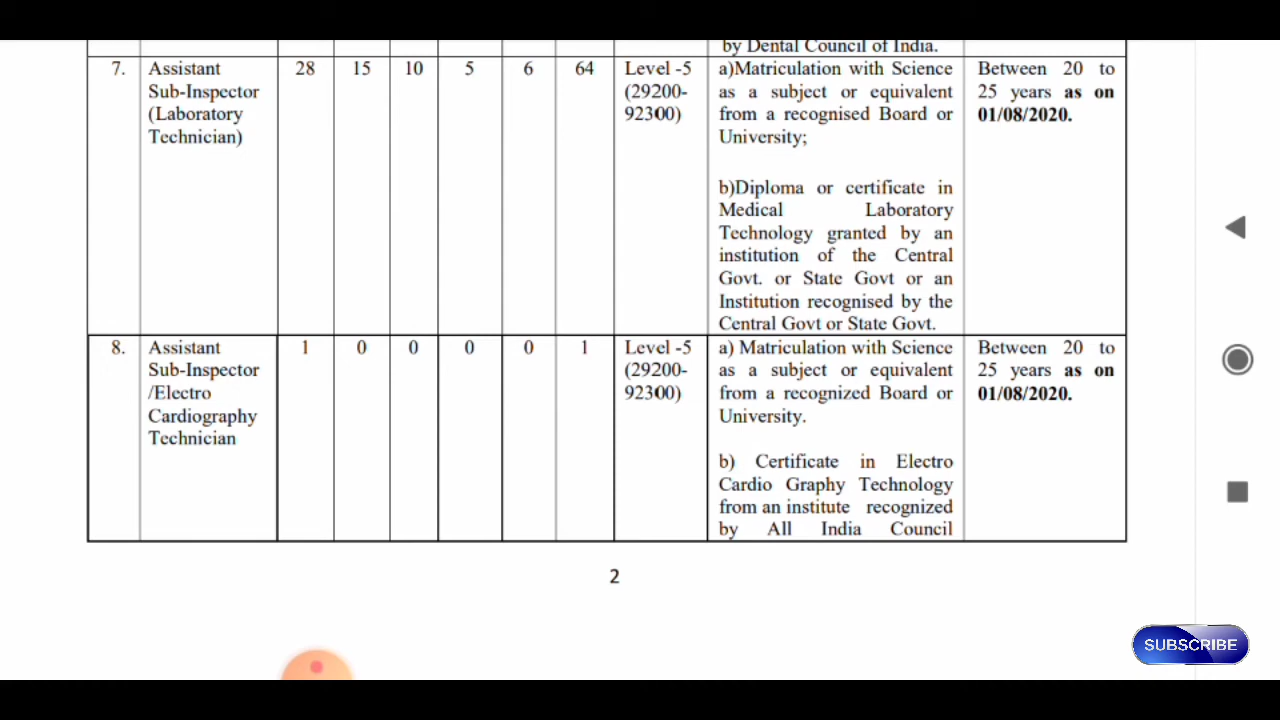 by Dental Council of India.
7. Assistant 28 15 10 5 6 64 Level -5 a)Matriculation with Science Between 20 to
Sub-Inspector (29200- as a subject or equivalent 25 years as on
(Laboratory 92300) from a recognised Board or 01/08/2020.
Technician) University;
b)Diploma or certificate in
Medical Laboratory
Technology granted by an
institution of the Central
Govt. or State Govt or an
Institution recognised by the
Central Govt or State Govt.
8. Assistant 1 0 0 0 0 1 Level -5 a) Matriculation with Science Between 20 to
Sub-Inspector (29200- as a subject or equivalent 25 years as on
/Electro 92300) from a recognized Board or 01/08/2020.
Cardiography University.
Technician
b) Certificate in Electro
Cardio Graphy Technology
from an institute recognized
by All India Council
2
SUBSCRIBE